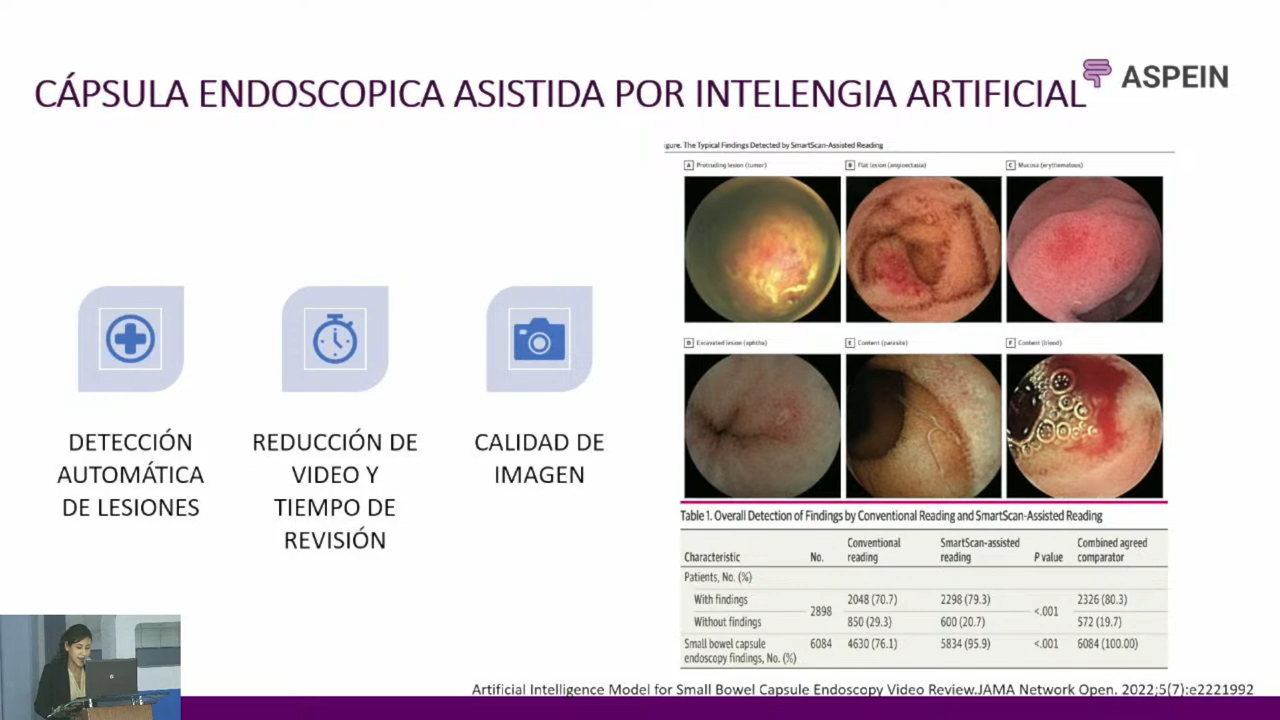 CÁPSULA ENDOSCOPICA ASISTIDA POR INTELENGIA ARTIFICIAL
ASPEIN
DETECCIÓN
AUTOMÁTICA
DE LESIONES
REDUCCIÓN DE
VIDEO Y
TIEMPO DE
REVISIÓN
CALIDAD DE
IMAGEN
gure. The Typical Findings Detected by SmartScan-Assisted Reading
A Protruding lesion (tumor)
B Flat lesion (angioectasia)
C Mucosa (erythematous)
D Excavated lesion (aphtha)
E Content (parasite)
F Content (blood)
Table 1. Overall Detection of Findings by Conventional Reading and SmartScan-Assisted Reading
Characteristic No. Conventional reading SmartScan-assisted reading P value Combined agreed comparator
Patients, No. (%)
With findings 2898 2048 (70.7) 2298 (79.3) <.001 2326 (80.3)
Without findings 850 (29.3) 600 (20.7) 572 (19.7)
Small bowel capsule endoscopy findings, No. (%) 6084 4630 (76.1) 5834 (95.9) <.001 6084 (100.00)
Artificial Intelligence Model for Small Bowel Capsule Endoscopy Video Review.JAMA Network Open. 2022;5(7):e2221992